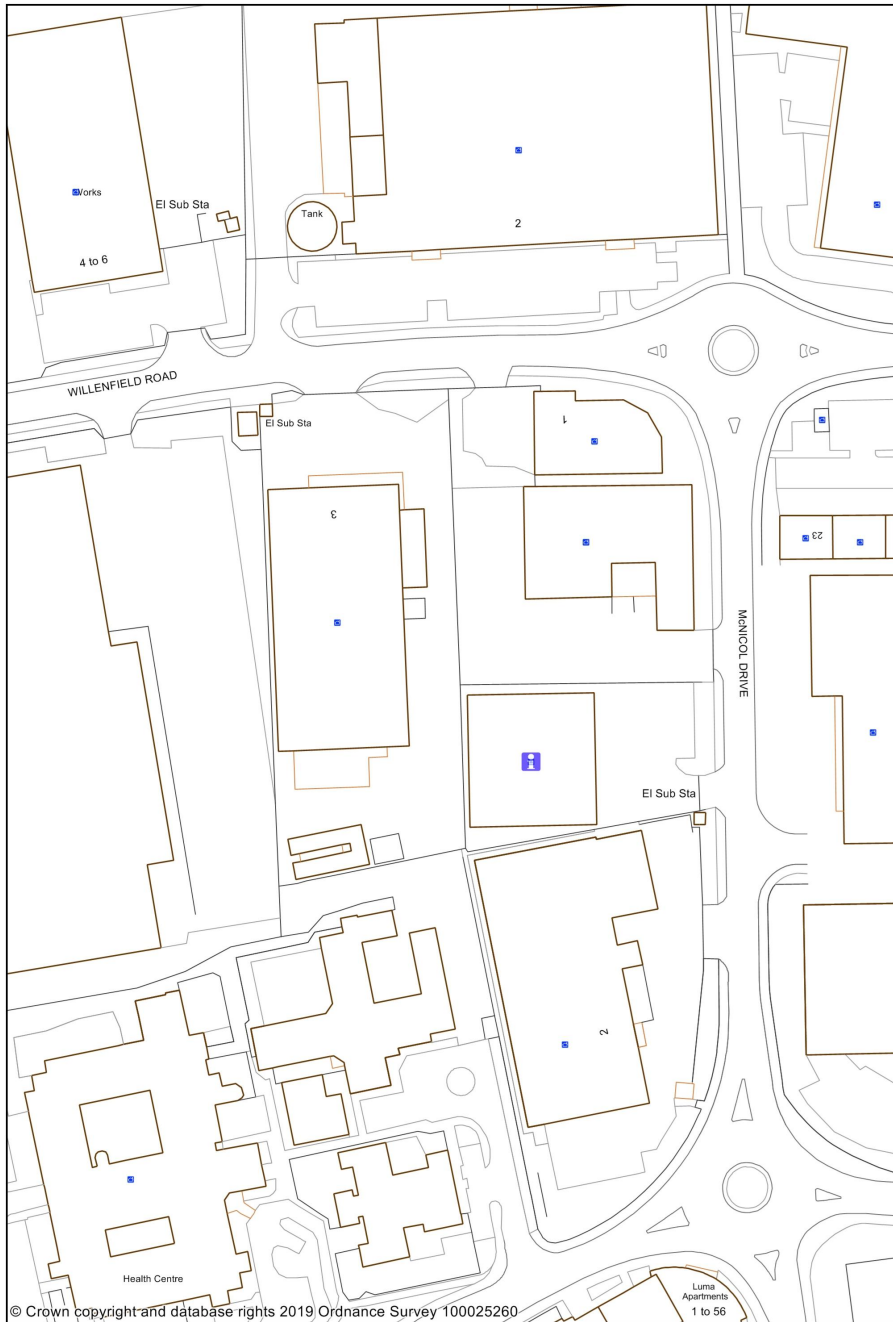 Works
El Sub Sta
4 to 6
Tank
2
WILLENFIELD ROAD
El Sub Sta
1
3
23
McNICOL DRIVE
El Sub Sta
2
Health Centre
Luma
Apartments
1 to 56
© Crown copyright and database rights 2019 Ordnance Survey 100025260